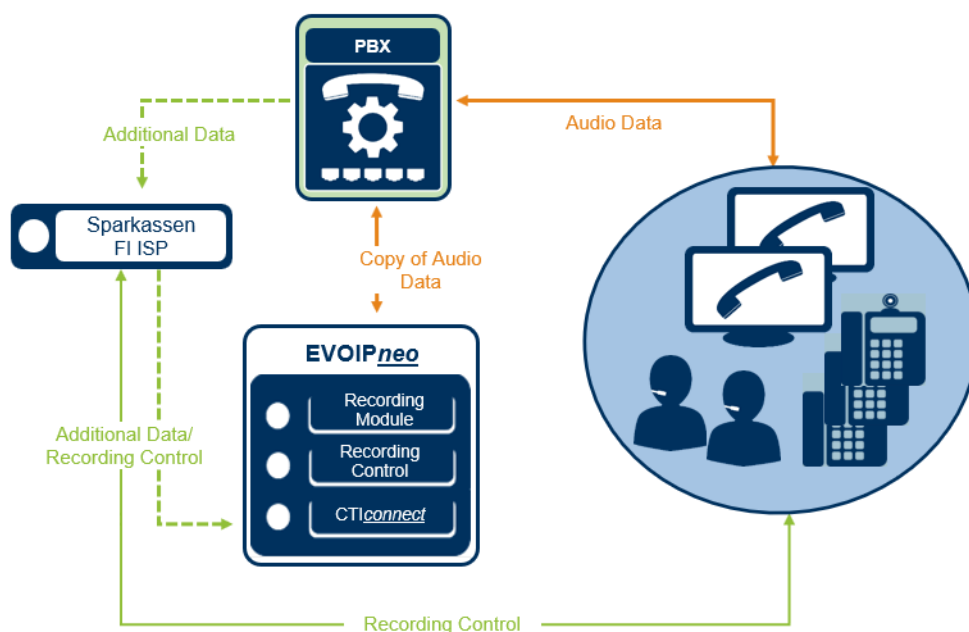 PBX
Additional Data
Audio Data
Sparkassen
FI ISP
Copy of Audio
Data
EVOIPneo
Recording
Module
Additional Data/
Recording Control
Recording
Control
CTIconnect
Recording Control